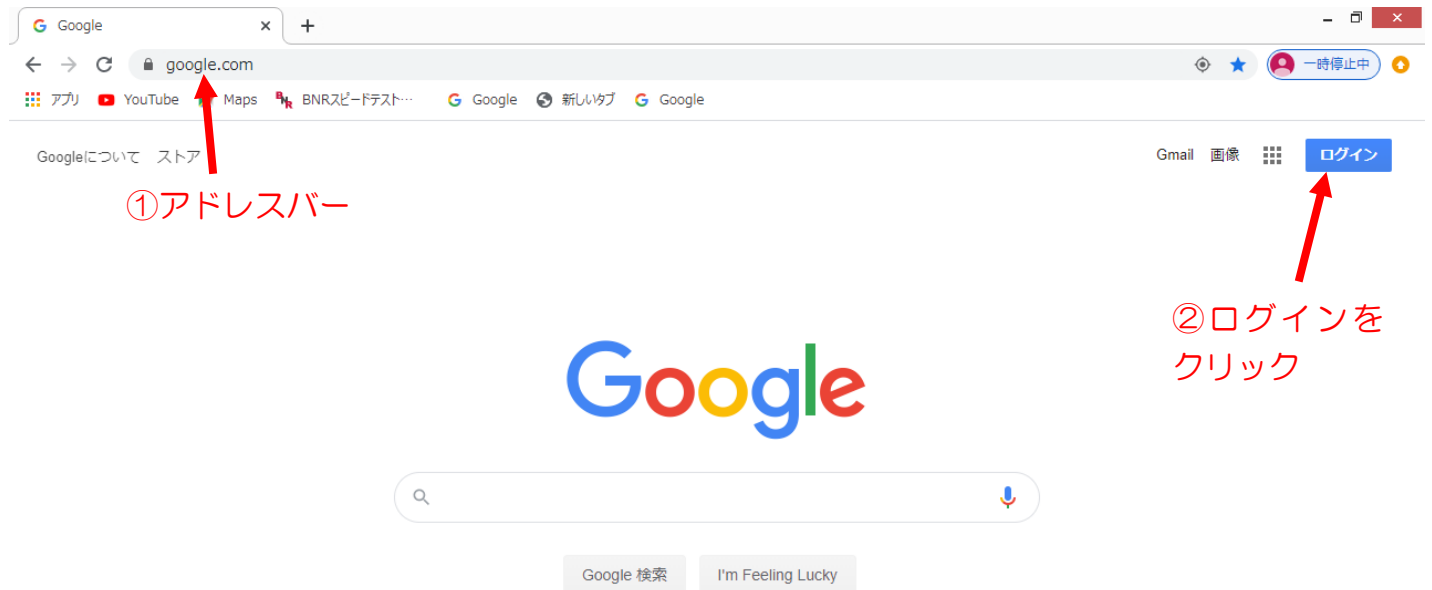 Google
google.com
一時停止中
アプリ YouTube Maps BNRスピードテスト… Google 新しいタブ Google
Googleについて ストア
Gmail 画像 ログイン
①アドレスバー
②ログインを
クリック
Google
Google 検索 I'm Feeling Lucky